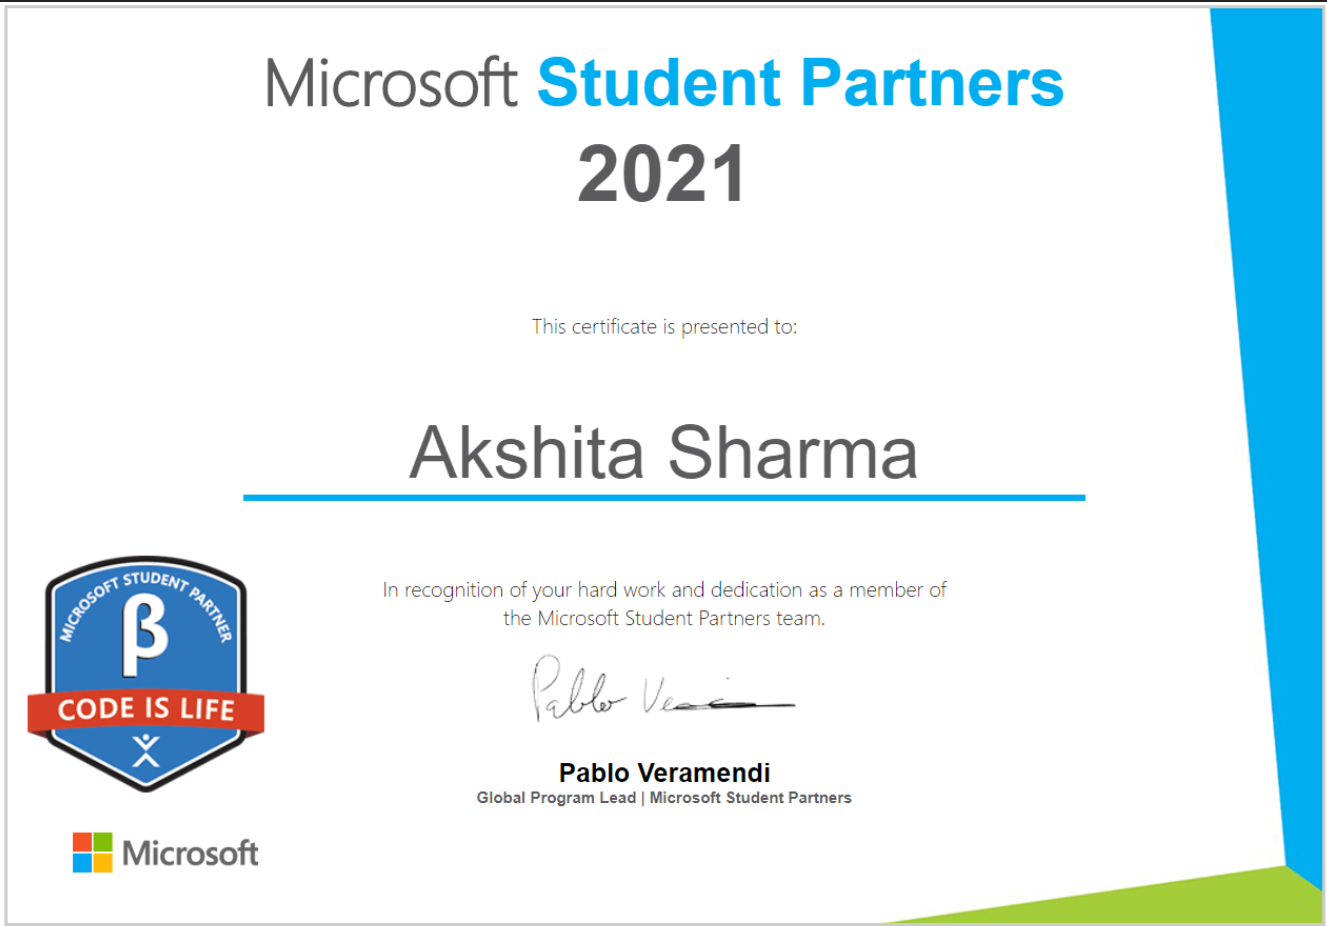 Microsoft Student Partners
2021
This certificate is presented to:
Akshita Sharma
In recognition of your hard work and dedication as a member of
the Microsoft Student Partners team.
MICROSOFT STUDENT PARTNER
β
CODE IS LIFE
Pablo Veramendi
Global Program Lead | Microsoft Student Partners
Microsoft